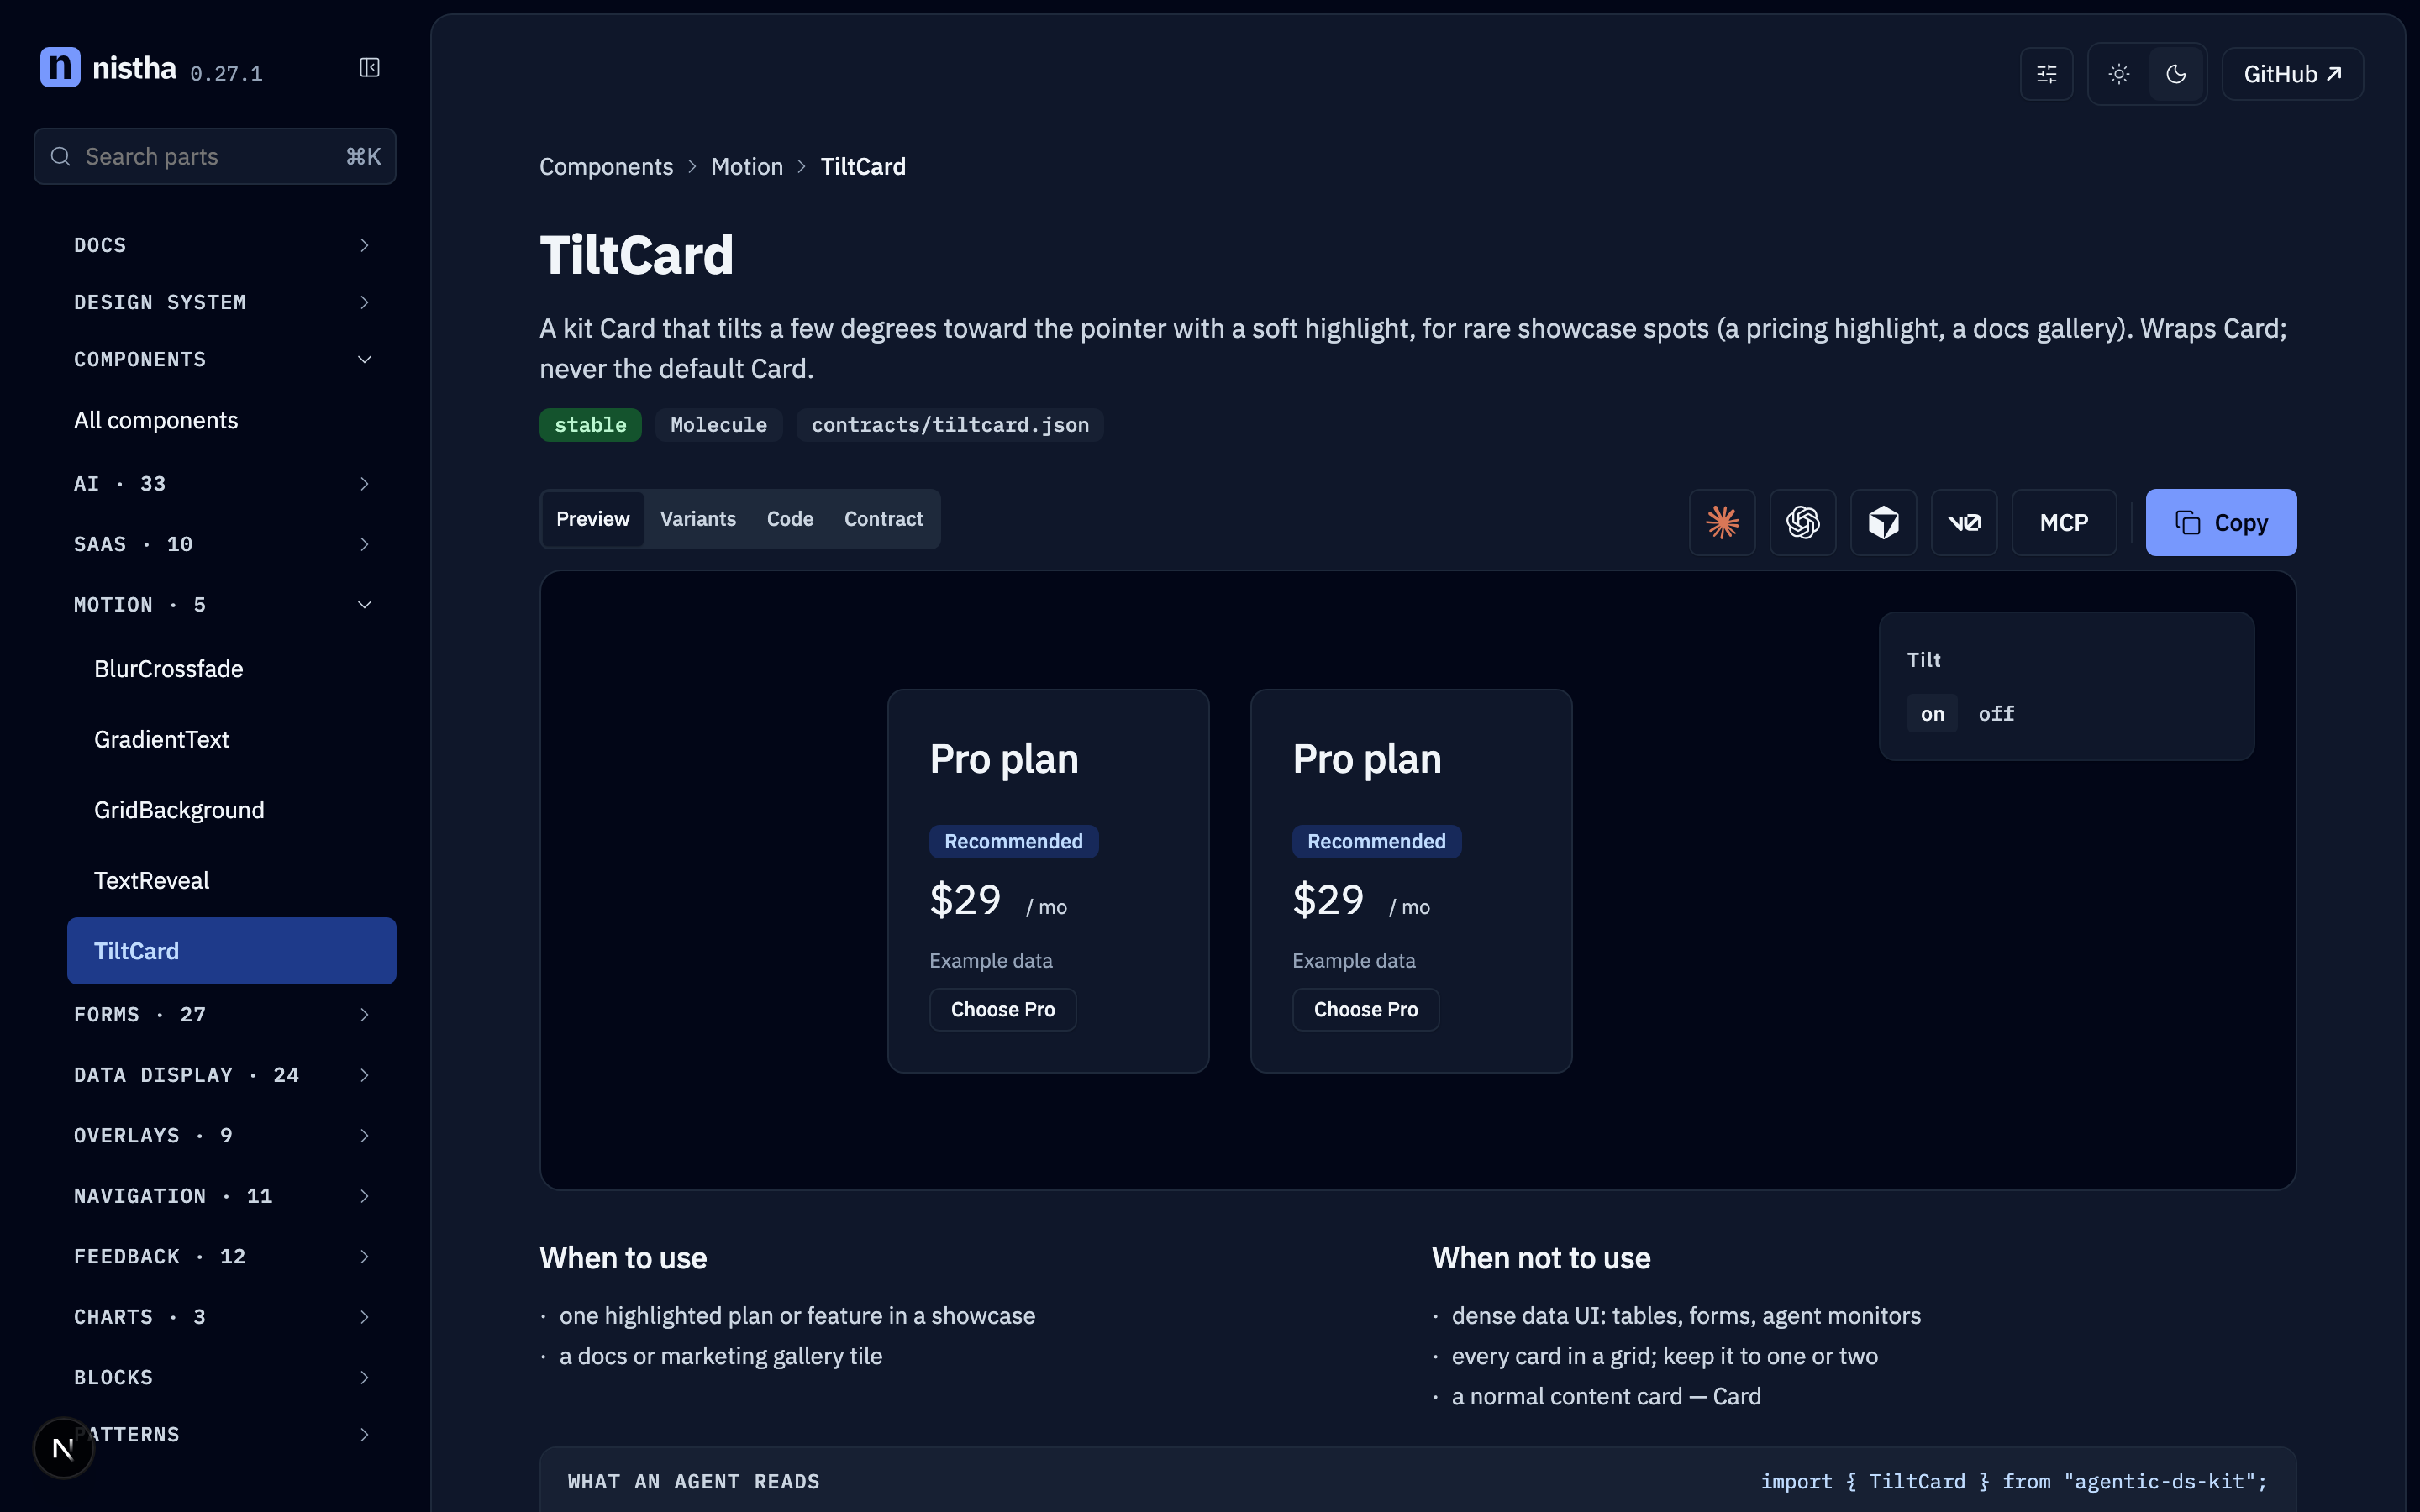 nistha 0.27.1
Search parts ⌘K
DOCS
DESIGN SYSTEM
COMPONENTS
All components
AI · 33
SAAS · 10
MOTION · 5
BlurCrossfade
GradientText
GridBackground
TextReveal
TiltCard
FORMS · 27
DATA DISPLAY · 24
OVERLAYS · 9
NAVIGATION · 11
FEEDBACK · 12
CHARTS · 3
BLOCKS
PATTERNS
GitHub
Components > Motion > TiltCard
TiltCard
A kit Card that tilts a few degrees toward the pointer with a soft highlight, for rare showcase spots (a pricing highlight, a docs gallery). Wraps Card;
never the default Card.
stable Molecule contracts/tiltcard.json
Preview Variants Code Contract
v0 MCP Copy
Tilt
on off
Pro plan
Recommended
$29 / mo
Example data
Choose Pro
Pro plan
Recommended
$29 / mo
Example data
Choose Pro
When to use
· one highlighted plan or feature in a showcase
· a docs or marketing gallery tile
When not to use
· dense data UI: tables, forms, agent monitors
· every card in a grid; keep it to one or two
· a normal content card — Card
WHAT AN AGENT READS
import { TiltCard } from "agentic-ds-kit";